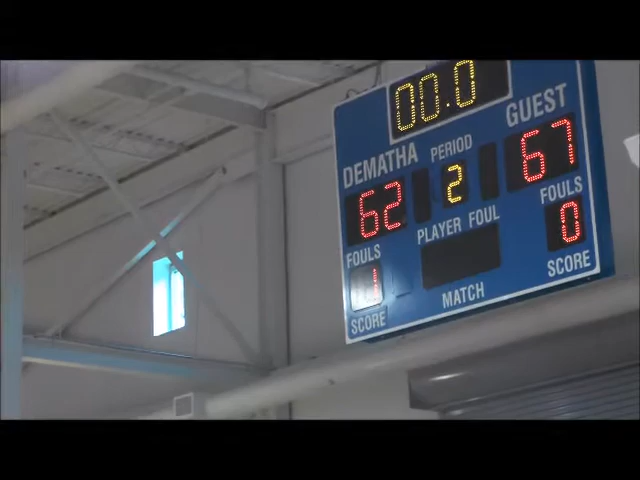 00.0
DEMATHA PERIOD GUEST
62 2 67
FOULS PLAYER FOUL FOULS
1 0
SCORE MATCH SCORE